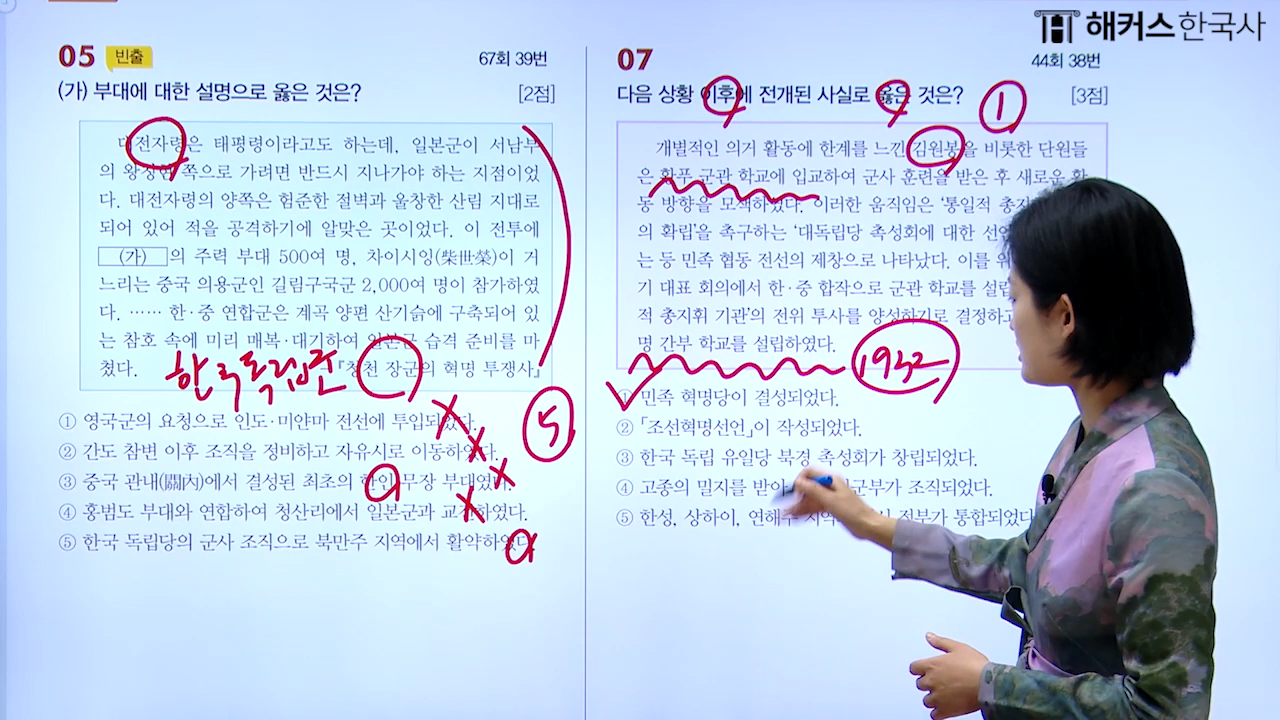 해커스한국사
05 빈출 67회 39번
(가) 부대에 대한 설명으로 옳은 것은? [2점]
대전자령은 태평령이라고도 하는데, 일본군이 서남부
의 왕청현 쪽으로 가려면 반드시 지나가야 하는 지점이었
다. 대전자령의 양쪽은 험준한 절벽과 울창한 산림 지대로
되어 있어 적을 공격하기에 알맞은 곳이었다. 이 전투에
(가) 의 주력 부대 500여 명, 차이시잉(柴世榮)이 거
느리는 중국 의용군인 길림구국군 2,000여 명이 참가하였
다. …… 한·중 연합군은 계곡 양편 산기슭에 구축되어 있
는 참호 속에 미리 매복·대기하여 일본군 습격 준비를 마
쳤다. 『청천 장군의 혁명 투쟁사』
한국독립군
① 영국군의 요청으로 인도·미얀마 전선에 투입되었다.
② 간도 참변 이후 조직을 정비하고 자유시로 이동하였다.
③ 중국 관내(關內)에서 결성된 최초의 한인 무장 부대였다.
④ 홍범도 부대와 연합하여 청산리에서 일본군과 교전하였다.
⑤ 한국 독립당의 군사 조직으로 북만주 지역에서 활약하였다.
⑤
07 44회 38번
다음 상황 이후에 전개된 사실로 옳은 것은? [3점]
①
개별적인 의거 활동에 한계를 느낀 김원봉을 비롯한 단원들
은 황푸 군관 학교에 입교하여 군사 훈련을 받은 후 새로운 활
동 방향을 모색하였다. 이러한 움직임은 '통일적 총지
의 확립'을 촉구하는 '대독립당 촉성회에 대한 선언
는 등 민족 협동 전선의 제창으로 나타났다. 이를 위
기 대표 회의에서 한·중 합작으로 군관 학교를 설립
적 총지휘 기관'의 전위 투사를 양성하기로 결정하고
명 간부 학교를 설립하였다.
1932
① 민족 혁명당이 결성되었다.
② 「조선혁명선언」이 작성되었다.
③ 한국 독립 유일당 북경 촉성회가 창립되었다.
④ 고종의 밀지를 받아 군부가 조직되었다.
⑤ 한성, 상하이, 연해주 지역 정부가 통합되었다